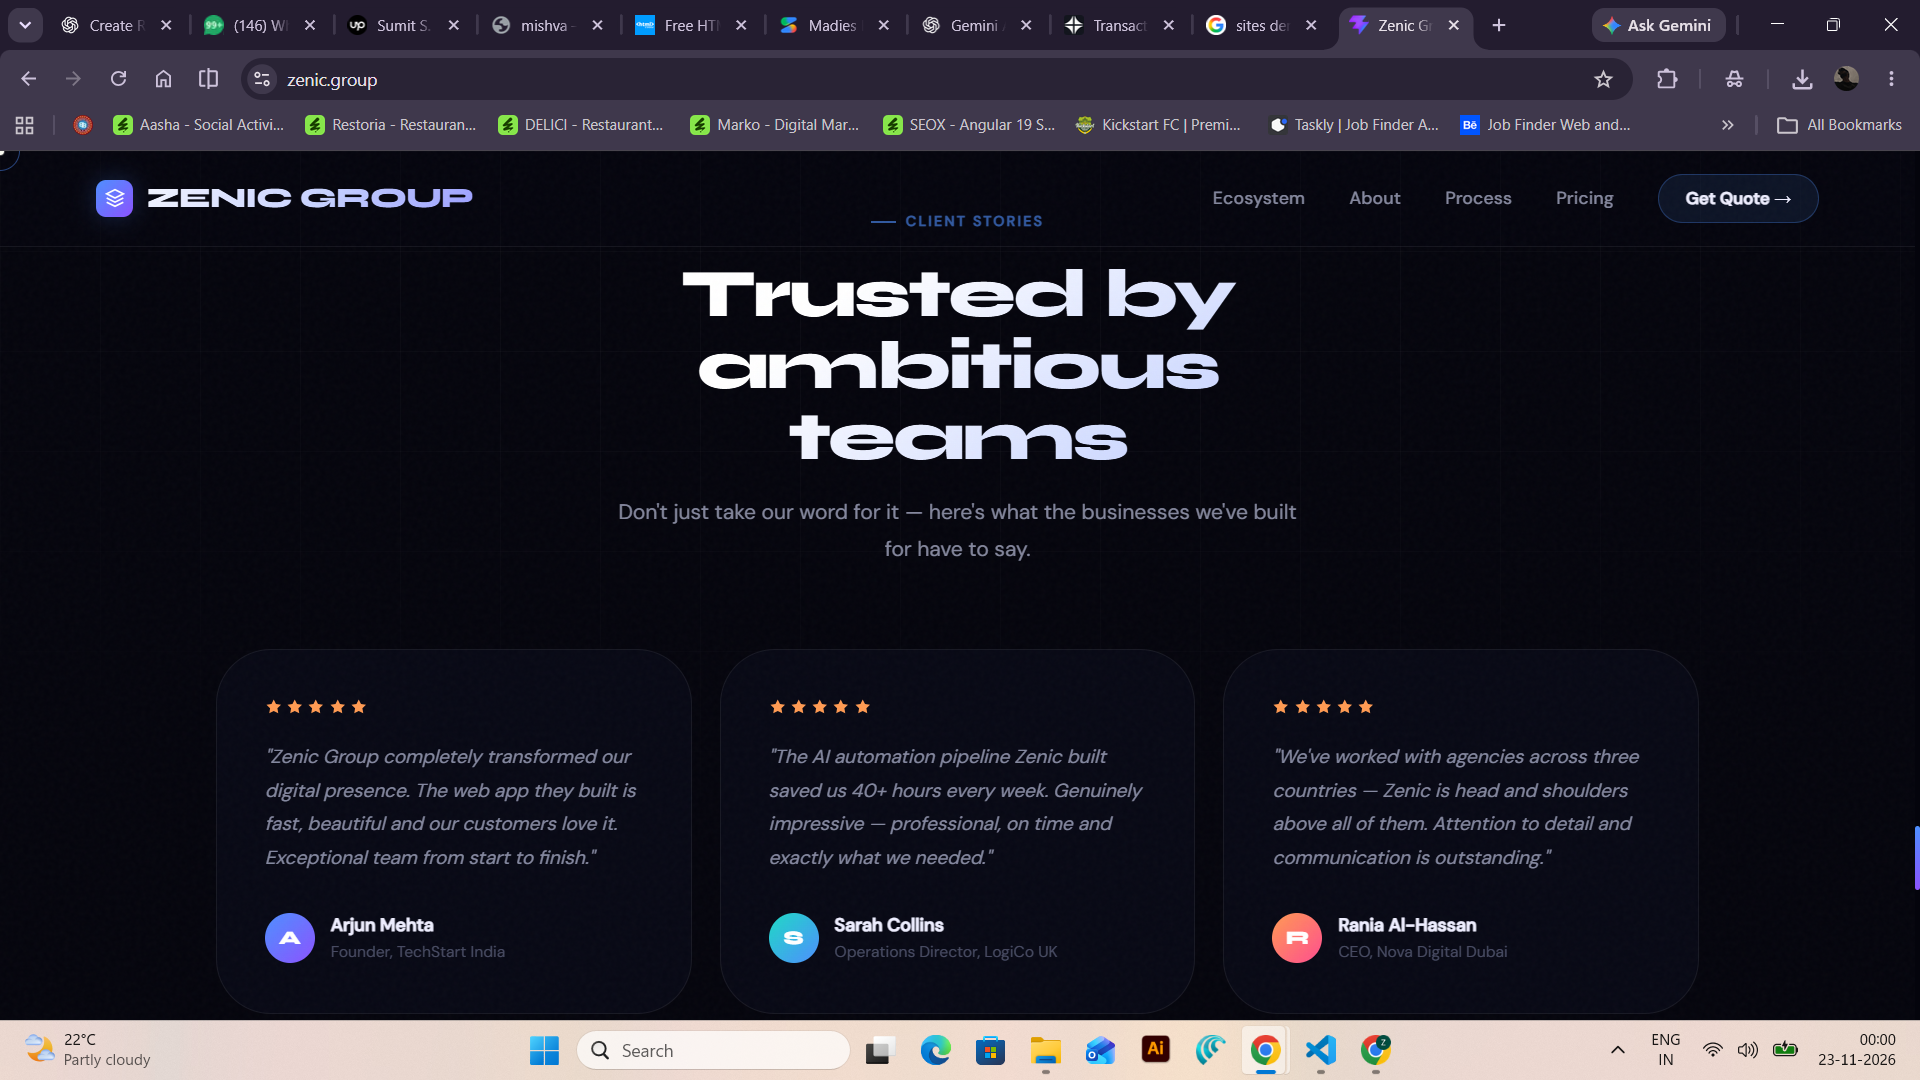 Create R
(146) W
Sumit S.
mishva -
Free HTM
Madies
Gemini
Transact
sites de
Zenic Gr
Ask Gemini
zenic.group
Aasha - Social Activi...
Restoria - Restauran...
DELICI - Restaurant...
Marko - Digital Mar...
SEOX - Angular 19 S...
Kickstart FC | Premi...
Taskly | Job Finder A...
Bē
Job Finder Web and...
All Bookmarks
ZENIC GROUP
Ecosystem
About
Process
Pricing
Get Quote →
CLIENT STORIES
Trusted by
ambitious
teams
Don't just take our word for it — here's what the businesses we've built
for have to say.
"Zenic Group completely transformed our
digital presence. The web app they built is
fast, beautiful and our customers love it.
Exceptional team from start to finish."
A
Arjun Mehta
Founder, TechStart India
"The AI automation pipeline Zenic built
saved us 40+ hours every week. Genuinely
impressive — professional, on time and
exactly what we needed."
S
Sarah Collins
Operations Director, LogiCo UK
"We've worked with agencies across three
countries — Zenic is head and shoulders
above all of them. Attention to detail and
communication is outstanding."
R
Rania Al-Hassan
CEO, Nova Digital Dubai
22°C
Partly cloudy
Search
Ai
ENG
IN
00:00
23-11-2026